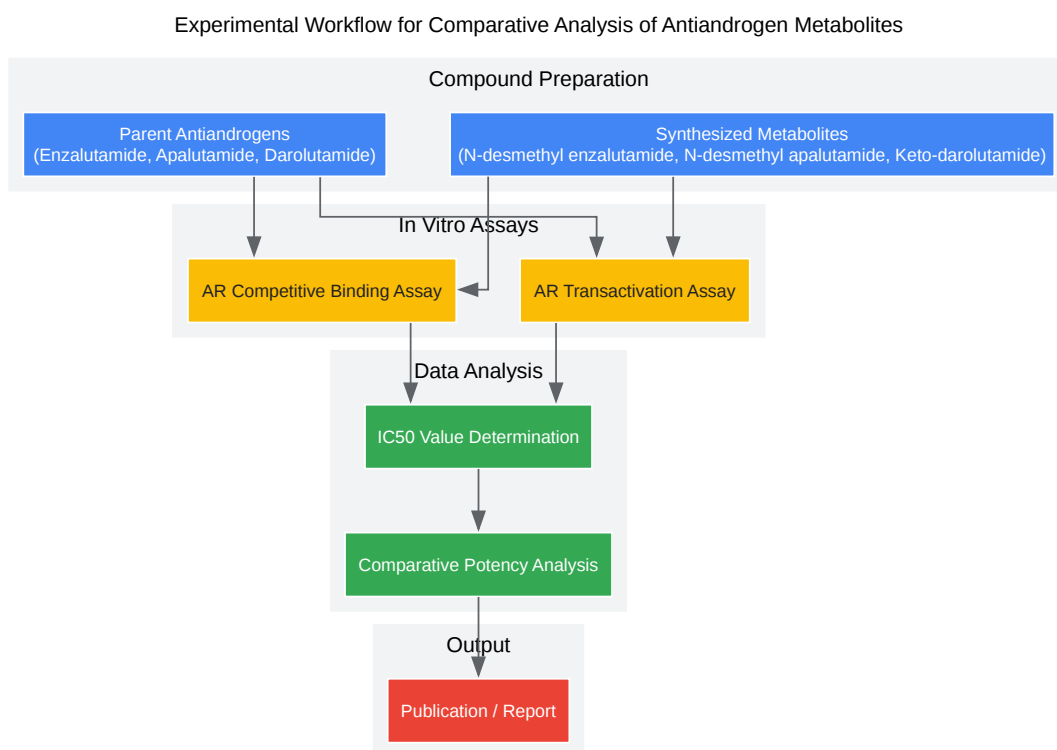 Experimental Workflow for Comparative Analysis of Antiandrogen Metabolites
Compound Preparation
Parent Antiandrogens
(Enzalutamide, Apalutamide, Darolutamide)
Synthesized Metabolites
(N-desmethyl enzalutamide, N-desmethyl apalutamide, Keto-darolutamide)
In Vitro Assays
AR Competitive Binding Assay
AR Transactivation Assay
Data Analysis
IC50 Value Determination
Comparative Potency Analysis
Output
Publication / Report